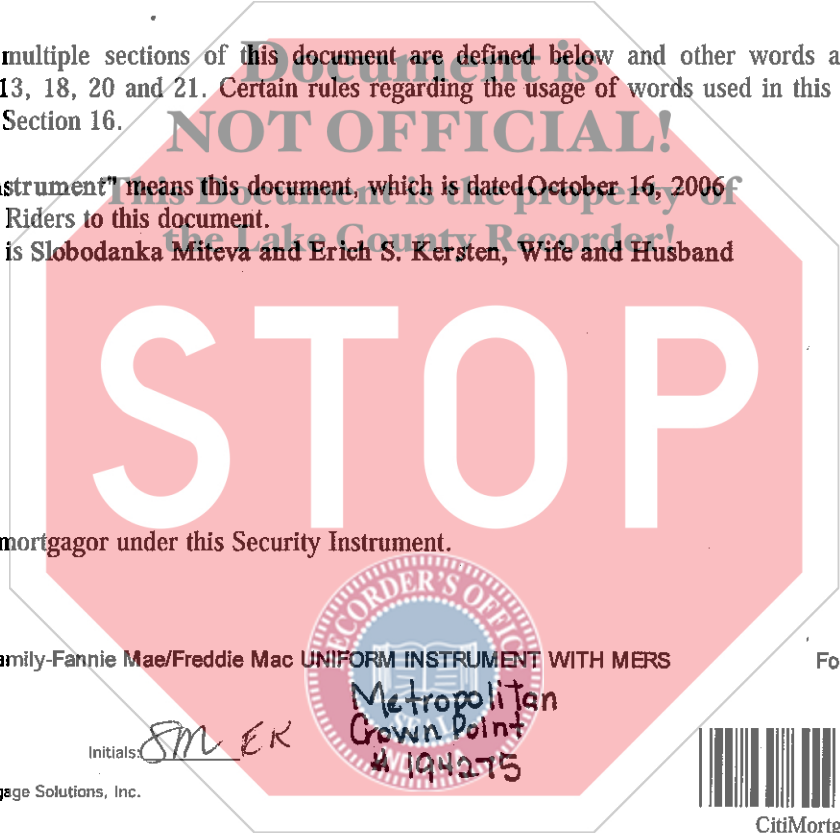 multiple sections of this document are defined below and other words a
Document is
13, 18, 20 and 21. Certain rules regarding the usage of words used in this
Section 16.
NOT OFFICIAL!
strument" means this document, which is dated October 16, 2006
This Document is the property of
Riders to this document.
the Lake County Recorder!
is Slobodanka Miteva and Erich S. Kersten, Wife and Husband
STOP
mortgagor under this Security Instrument.
RECORDER'S OFFIC
amily-Fannie Mae/Freddie Mac UNIFORM INSTRUMENT WITH MERS
Fo
Metropolitan
Crown Point
SEAL
# 194275
INDIANA
Initials: SM EK
gage Solutions, Inc.
CitiMortg